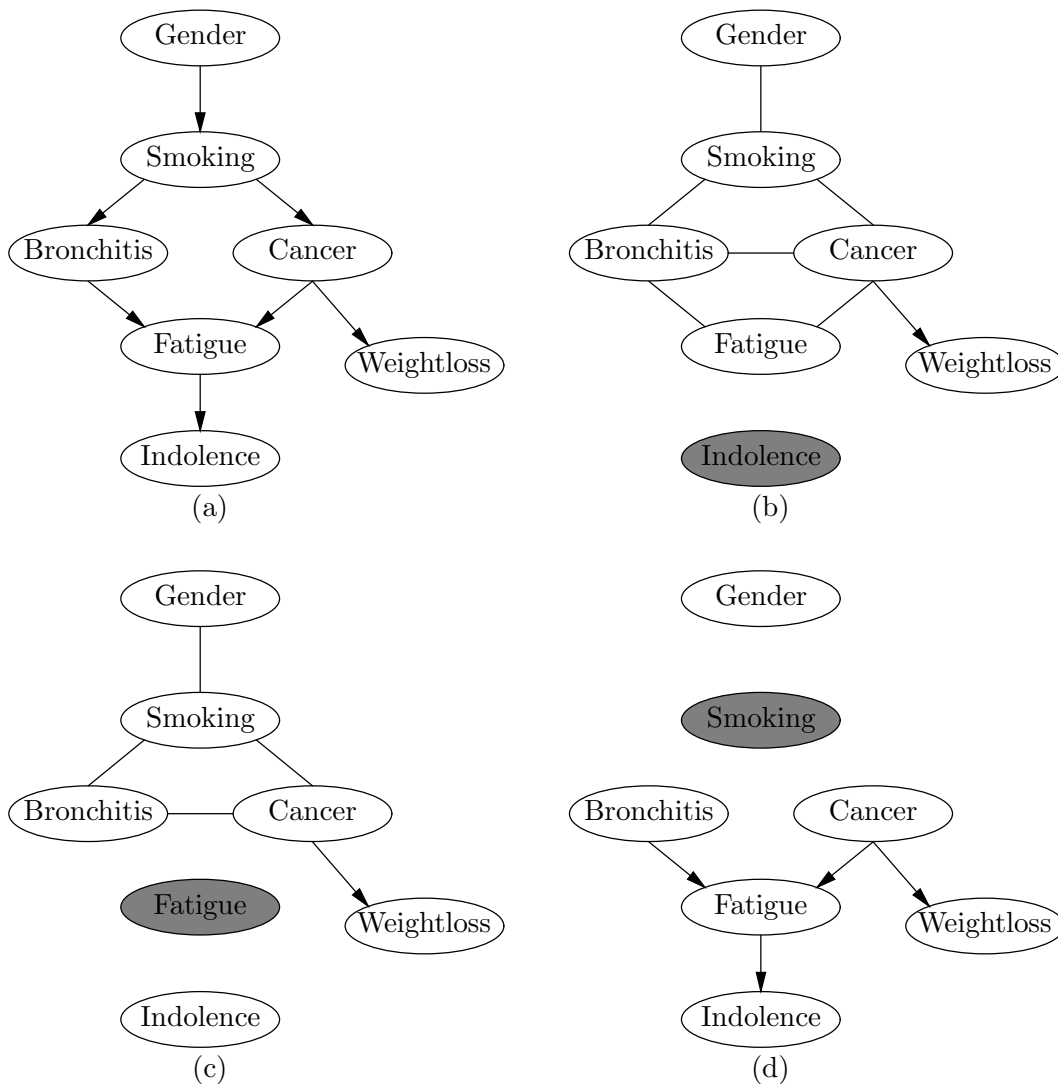 Gender
Smoking
Bronchitis
Cancer
Fatigue
Weightloss
Indolence
(a)
Gender
Smoking
Bronchitis
Cancer
Fatigue
Weightloss
Indolence
(b)
Gender
Smoking
Bronchitis
Cancer
Fatigue
Weightloss
Indolence
(c)
Gender
Smoking
Bronchitis
Cancer
Fatigue
Weightloss
Indolence
(d)